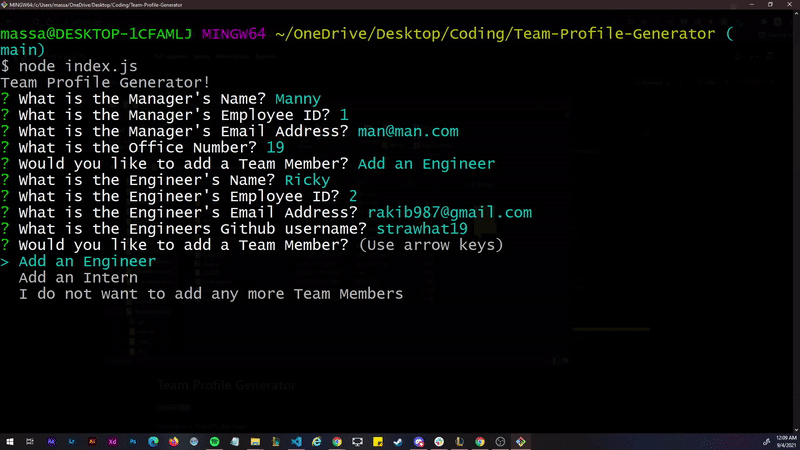 MINGW64:/c/Users/massa/OneDrive/Desktop/Coding/Team-Profile-Generator
massa@DESKTOP-lCFAMLJ MINGW64 ~/OneDrive/Desktop/Coding/Team-Profile-Generator (
main)
$ node index.js
Team Profile Generator!
? What is the Manager's Name? Manny
? What is the Manager's Employee ID? 1
? What is the Manager's Email Address? man@man.com
? What is the Office Number? 19
? Would you like to add a Team Member? Add an Engineer
? What is the Engineer's Name? Ricky
? What is the Engineer's Employee ID? 2
? What is the Engineer's Email Address? rakib987@gmail.com
? What is the Engineers Github username? strawhat19
? Would you like to add a Team Member? (Use arrow keys)
> Add an Engineer
Add an Intern
I do not want to add any more Team Members
Team Profile Generator
Ae Lr Ai Xd Ps
12:09 AM
9/4/2021